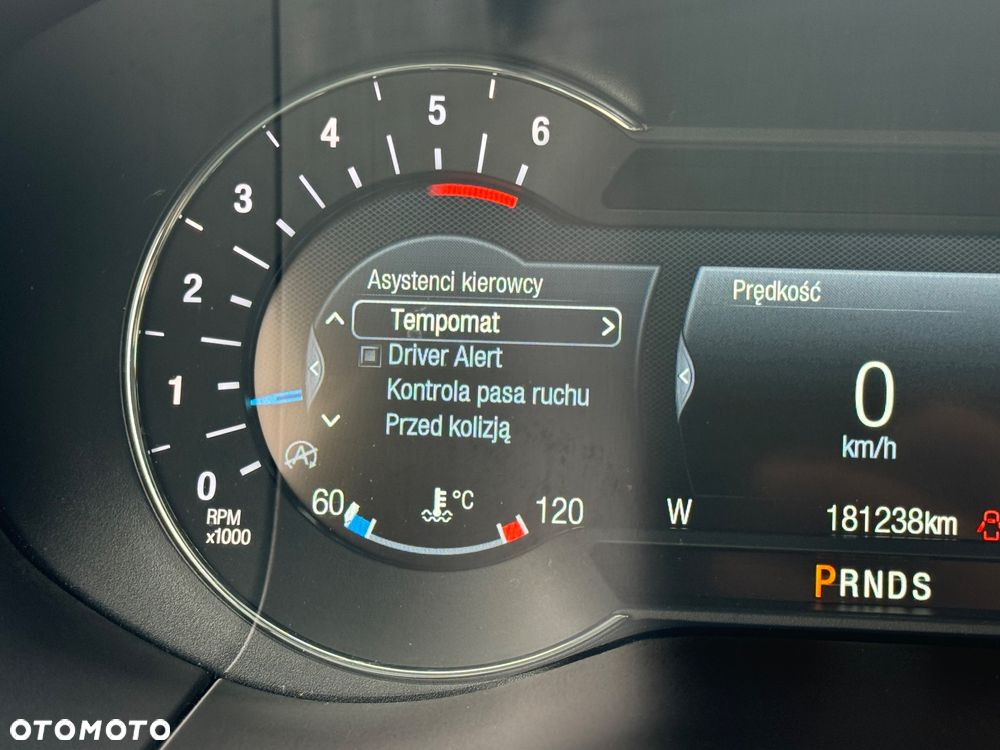 5
4
6
3
2
1
0
RPM
x1000
Asystenci kierowcy
Tempomat
Driver Alert
Kontrola pasa ruchu
Przed kolizją
A
60
°C
120
Prędkość
0
km/h
W
181238km
PRNDS
OTOMOTO